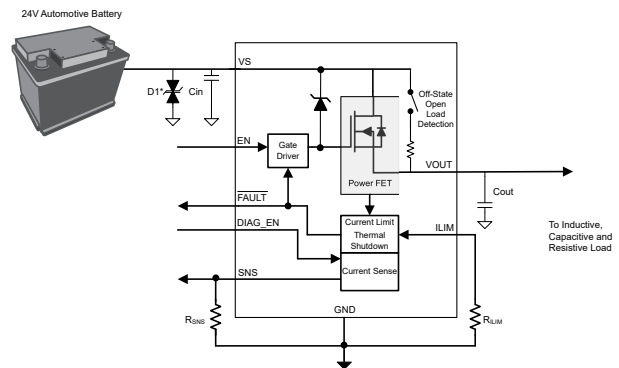 24V Automotive Battery
VS
D1*
Cin
Off-State
Open
Load
Detection
EN
Gate
Driver
VOUT
Power FET
FAULT
Cout
DIAG_EN
Current Limit
Thermal
Shutdown
ILIM
To Inductive,
Capacitive and
Resistive Load
SNS
Current Sense
GND
RSNS
RILIM